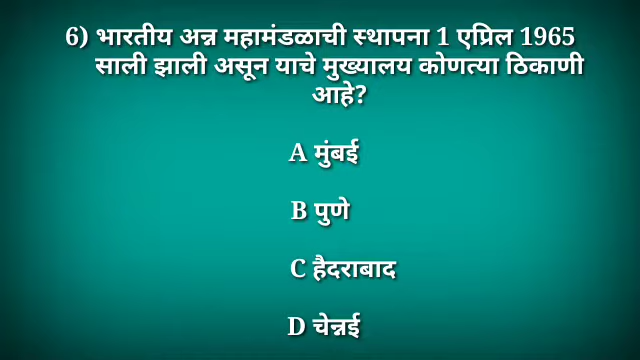 6) भारतीय अन्न महामंडळाची स्थापना 1 एप्रिल 1965
साली झाली असून याचे मुख्यालय कोणत्या ठिकाणी
आहे?
A मुंबई
B पुणे
C हैदराबाद
D चेन्नई